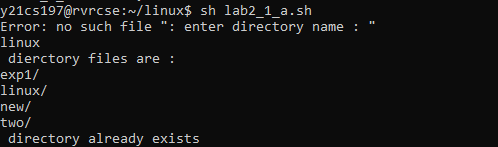 y21cs197@rvrcse:~/linux$ sh lab2_1_a.sh
Error: no such file ": enter directory name : "
linux
 dierctory files are :
exp1/
linux/
new/
two/
 directory already exists